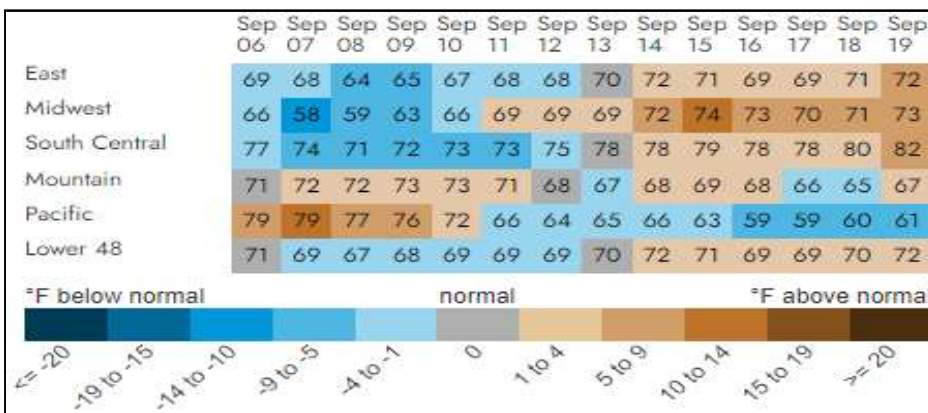 Sep Sep Sep Sep Sep Sep Sep Sep Sep Sep Sep Sep Sep Sep
06 07 08 09 10 11 12 13 14 15 16 17 18 19
East 69 68 64 65 67 68 68 70 72 71 69 69 71 72
Midwest 66 58 59 63 66 69 69 69 72 74 73 70 71 73
South Central 77 74 71 72 73 73 75 78 78 79 78 78 80 82
Mountain 71 72 72 73 73 71 68 67 68 69 68 66 65 67
Pacific 79 79 77 76 72 66 64 65 66 63 59 59 60 61
Lower 48 71 69 67 68 69 69 69 70 72 71 69 69 70 72
°F below normal normal °F above normal
<= -20 -19 to -15 -14 to -10 -9 to -5 -4 to -1 0 1 to 4 5 to 9 10 to 14 15 to 19 >= 20